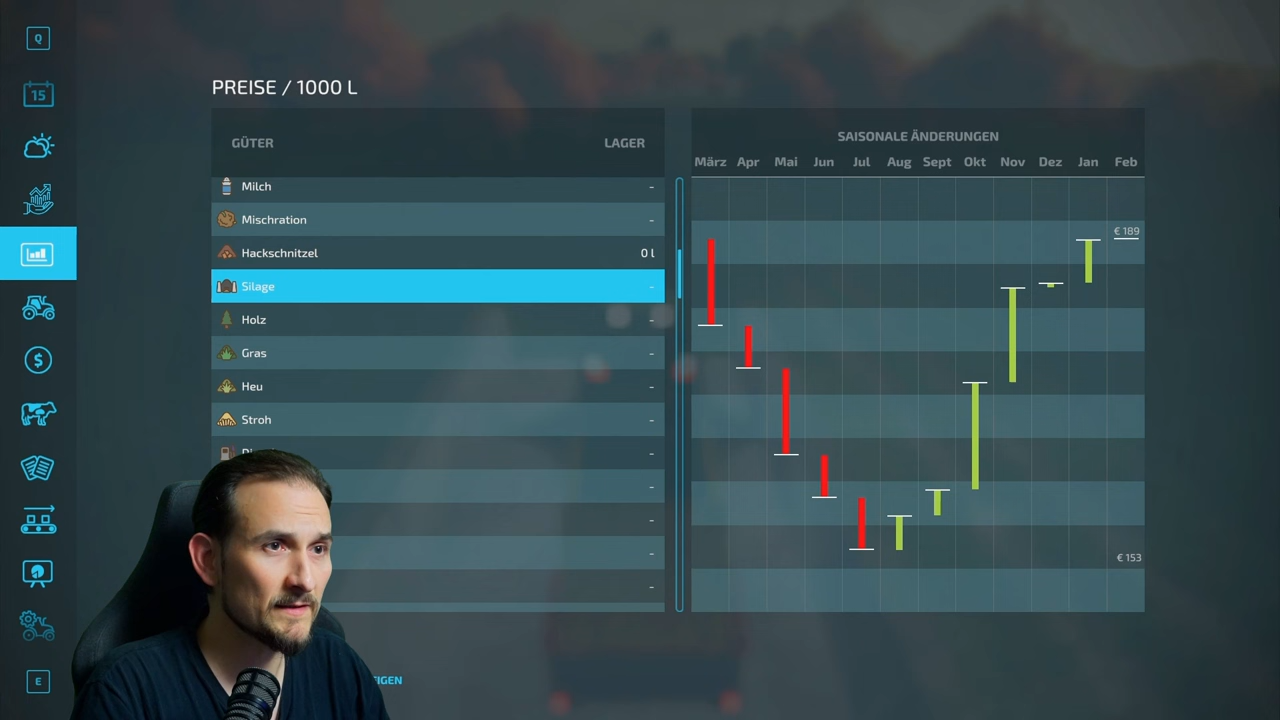 Q
15
PREISE / 1000 L
GÜTER LAGER
SAISONALE ÄNDERUNGEN
März Apr Mai Jun Jul Aug Sept Okt Nov Dez Jan Feb
Milch -
Mischration -
Hackschnitzel 0 l
Silage -
Holz -
Gras -
Heu -
Stroh -
€ 189
€ 153
E